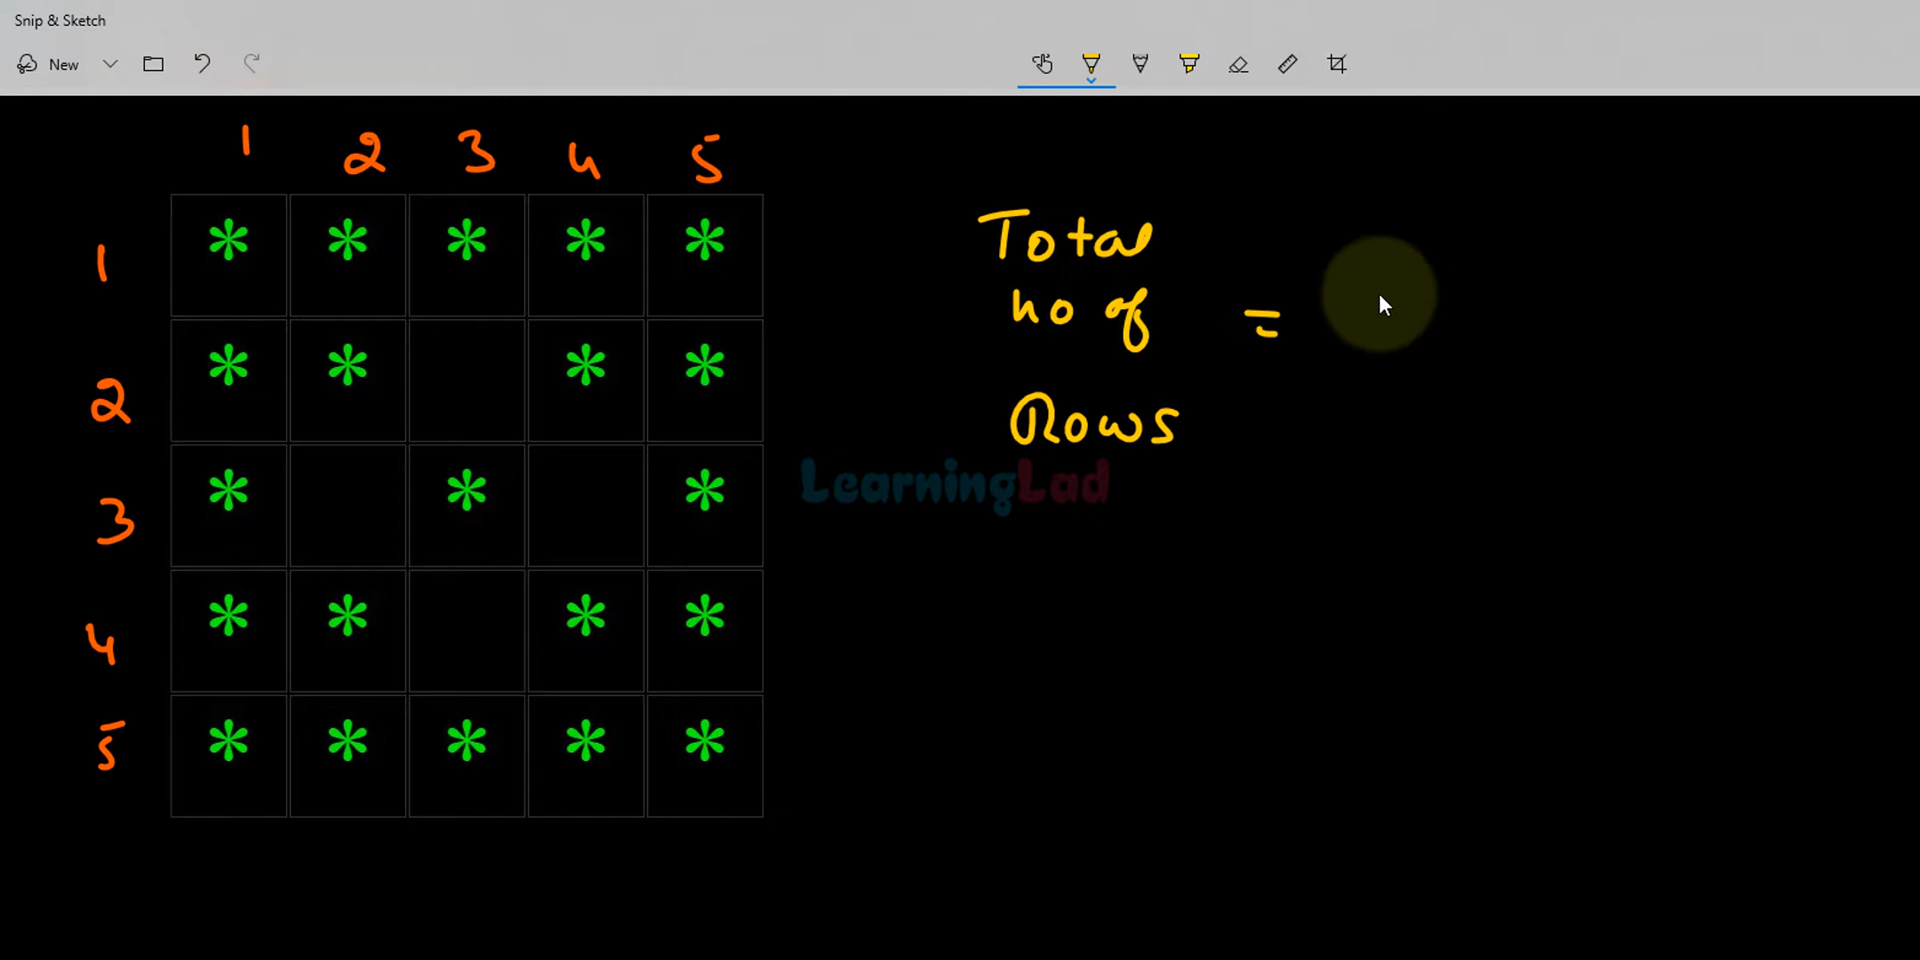 Snip & Sketch
New
1 2 3 4 5
1 * * * * *
2 * * * *
3 * * *
4 * * * *
5 * * * * *
Total
no of =
Rows
LearningLad